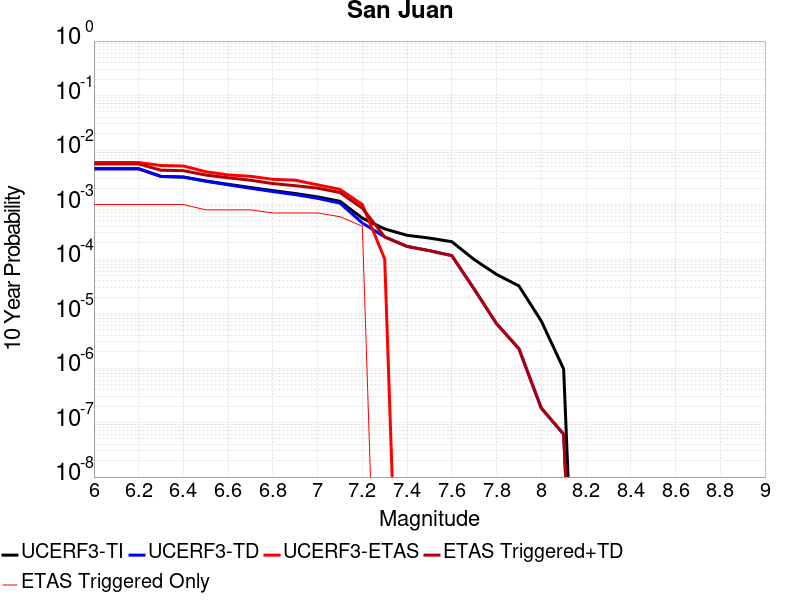 San Juan
10 0
10 -1
10 -2
10 -3
10 -4
10 -5
10 -6
10 -7
10 -8
10 Year Probability
6 6.2 6.4 6.6 6.8 7 7.2 7.4 7.6 7.8 8 8.2 8.4 8.6 8.8 9
Magnitude
UCERF3-TI UCERF3-TD UCERF3-ETAS ETAS Triggered+TD
ETAS Triggered Only